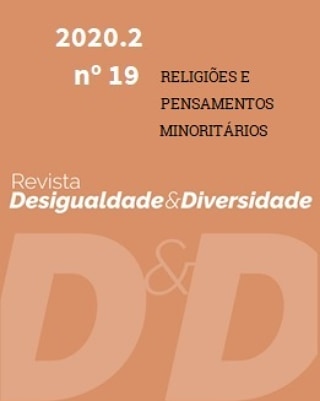 2020.2
nº 19
RELIGIÕES E
PENSAMENTOS
MINORITÁRIOS
Revista
Desigualdade&Diversidade
D&D